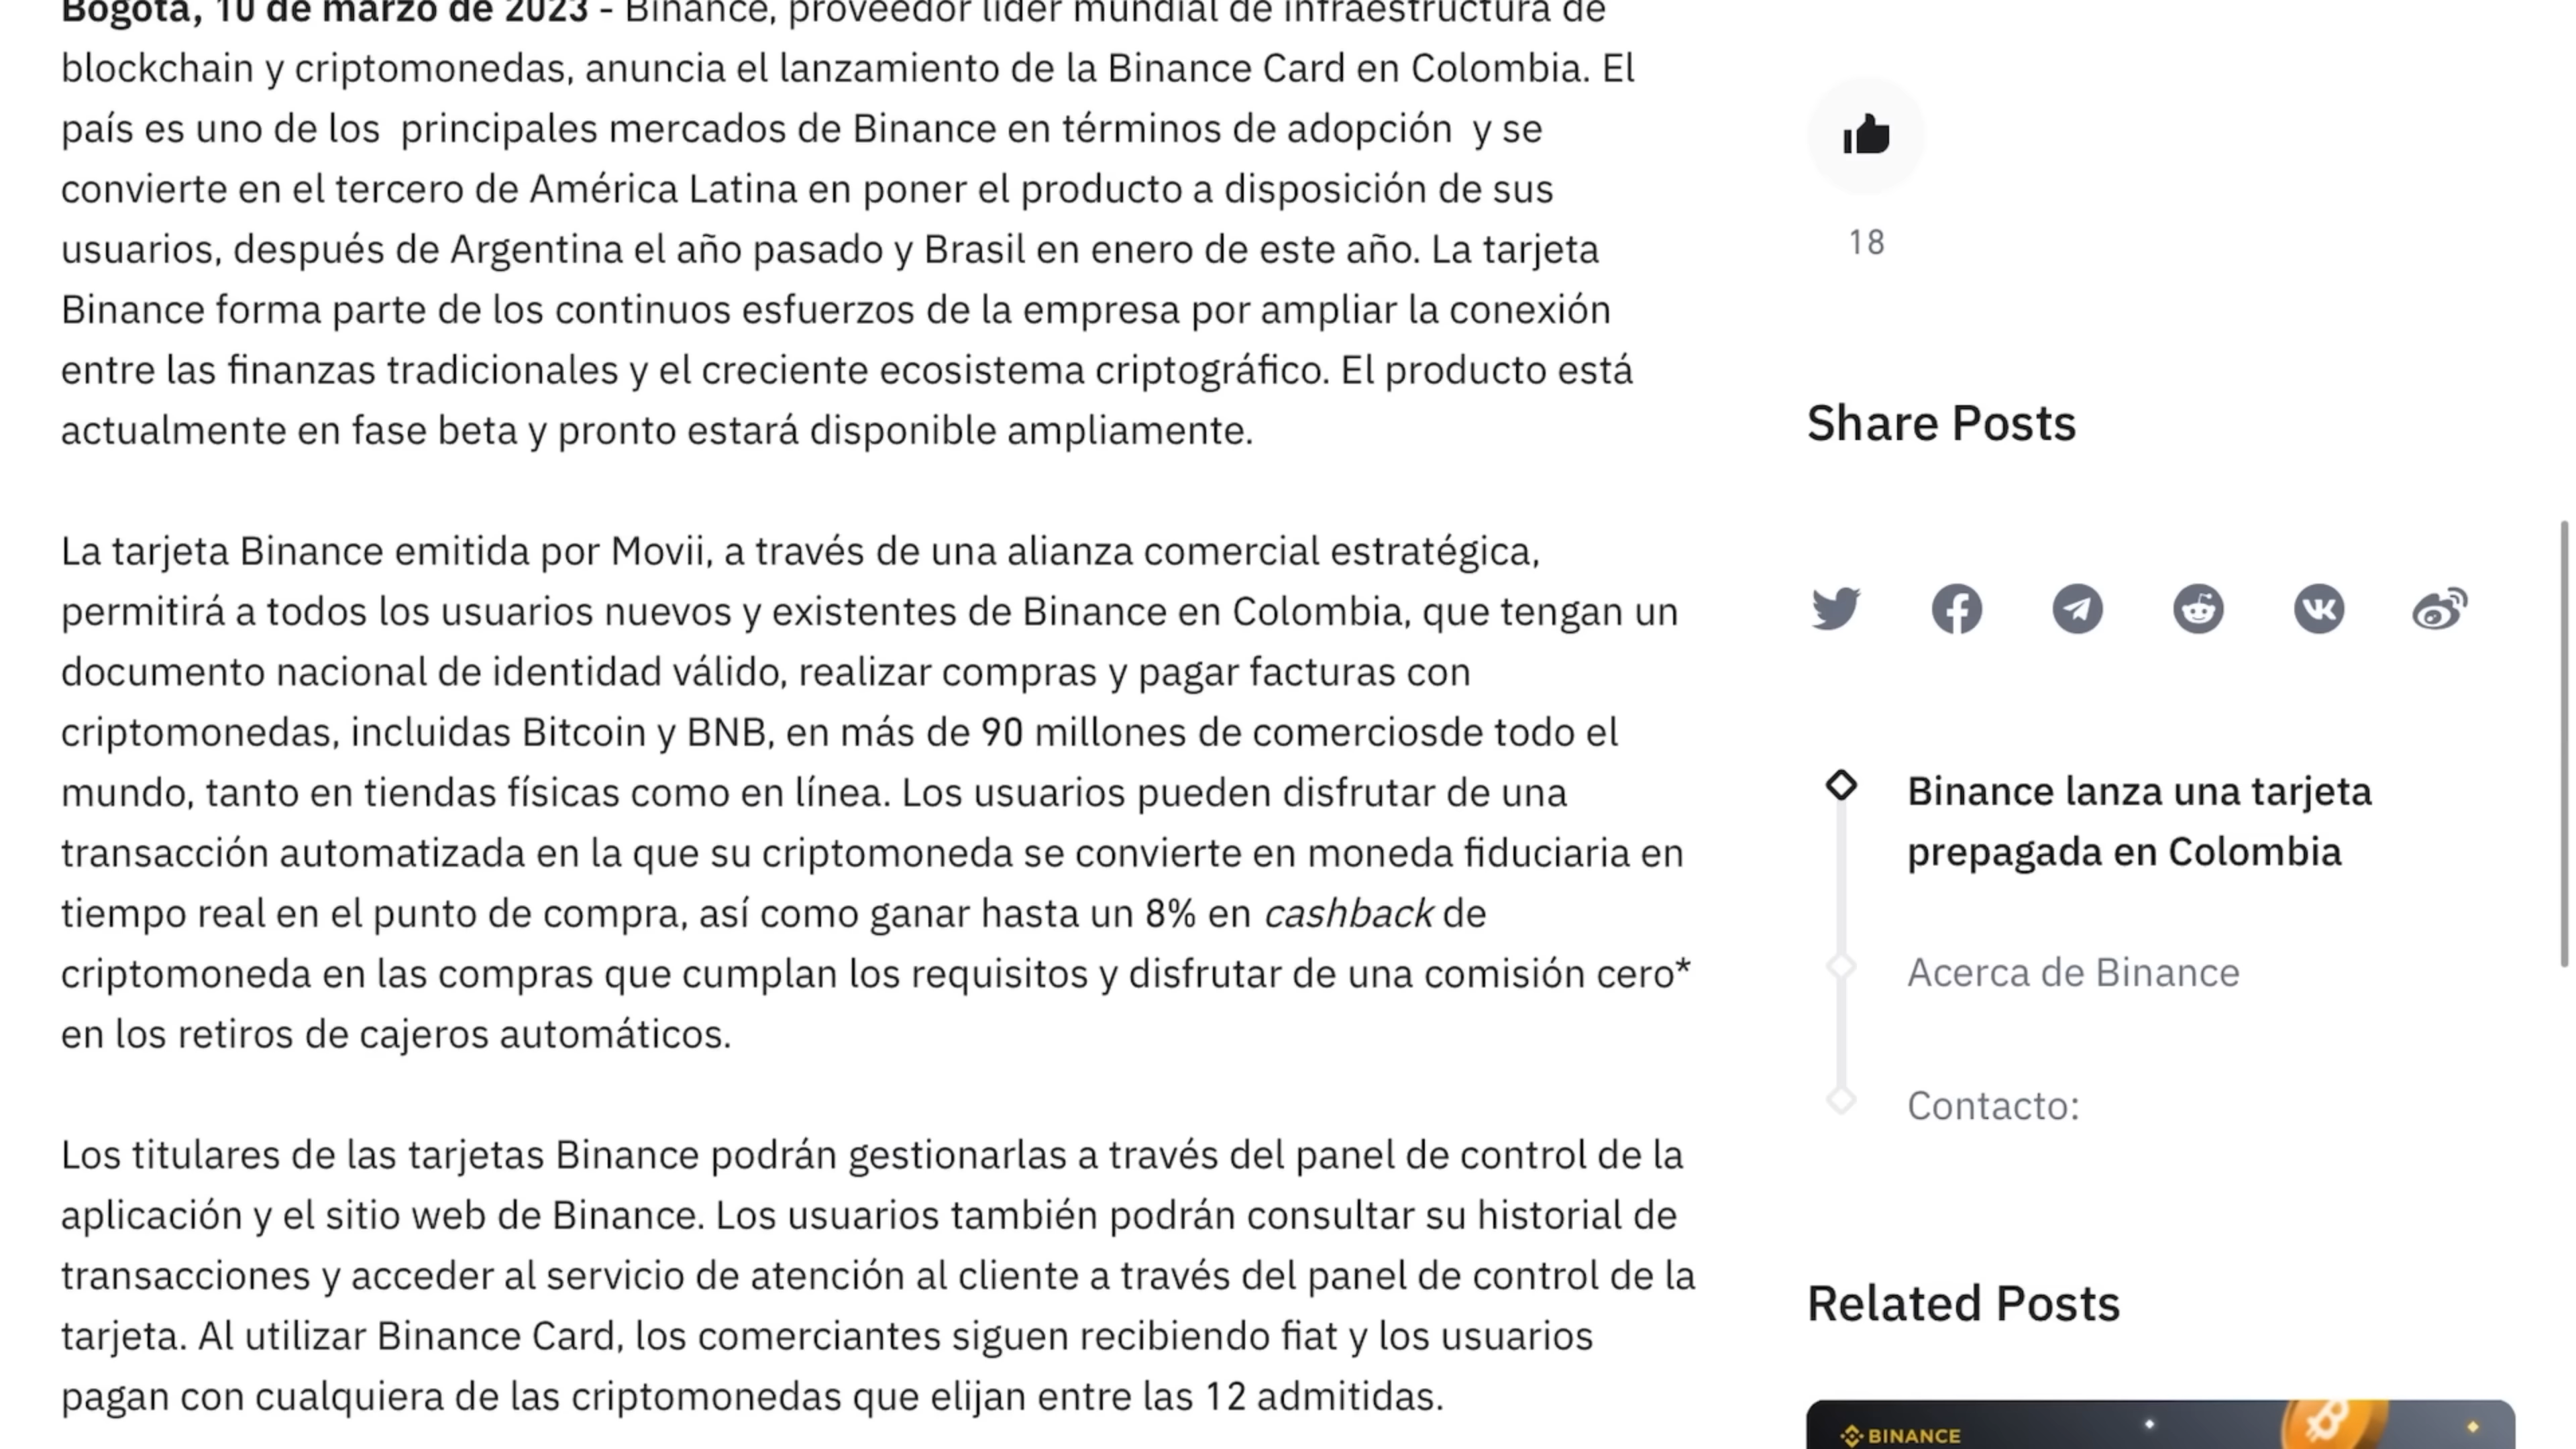 Bogotá, 10 de marzo de 2023 - Binance, proveedor líder mundial de infraestructura de
blockchain y criptomonedas, anuncia el lanzamiento de la Binance Card en Colombia. El
país es uno de los  principales mercados de Binance en términos de adopción  y se
convierte en el tercero de América Latina en poner el producto a disposición de sus
usuarios, después de Argentina el año pasado y Brasil en enero de este año. La tarjeta
Binance forma parte de los continuos esfuerzos de la empresa por ampliar la conexión
entre las finanzas tradicionales y el creciente ecosistema criptográfico. El producto está
actualmente en fase beta y pronto estará disponible ampliamente.
La tarjeta Binance emitida por Movii, a través de una alianza comercial estratégica,
permitirá a todos los usuarios nuevos y existentes de Binance en Colombia, que tengan un
documento nacional de identidad válido, realizar compras y pagar facturas con
criptomonedas, incluidas Bitcoin y BNB, en más de 90 millones de comerciosde todo el
mundo, tanto en tiendas físicas como en línea. Los usuarios pueden disfrutar de una
transacción automatizada en la que su criptomoneda se convierte en moneda fiduciaria en
tiempo real en el punto de compra, así como ganar hasta un 8% en cashback de
criptomoneda en las compras que cumplan los requisitos y disfrutar de una comisión cero*
en los retiros de cajeros automáticos.
Los titulares de las tarjetas Binance podrán gestionarlas a través del panel de control de la
aplicación y el sitio web de Binance. Los usuarios también podrán consultar su historial de
transacciones y acceder al servicio de atención al cliente a través del panel de control de la
tarjeta. Al utilizar Binance Card, los comerciantes siguen recibiendo fiat y los usuarios
pagan con cualquiera de las criptomonedas que elijan entre las 12 admitidas.
18
Share Posts
Binance lanza una tarjeta
prepagada en Colombia
Acerca de Binance
Contacto:
Related Posts
BINANCE